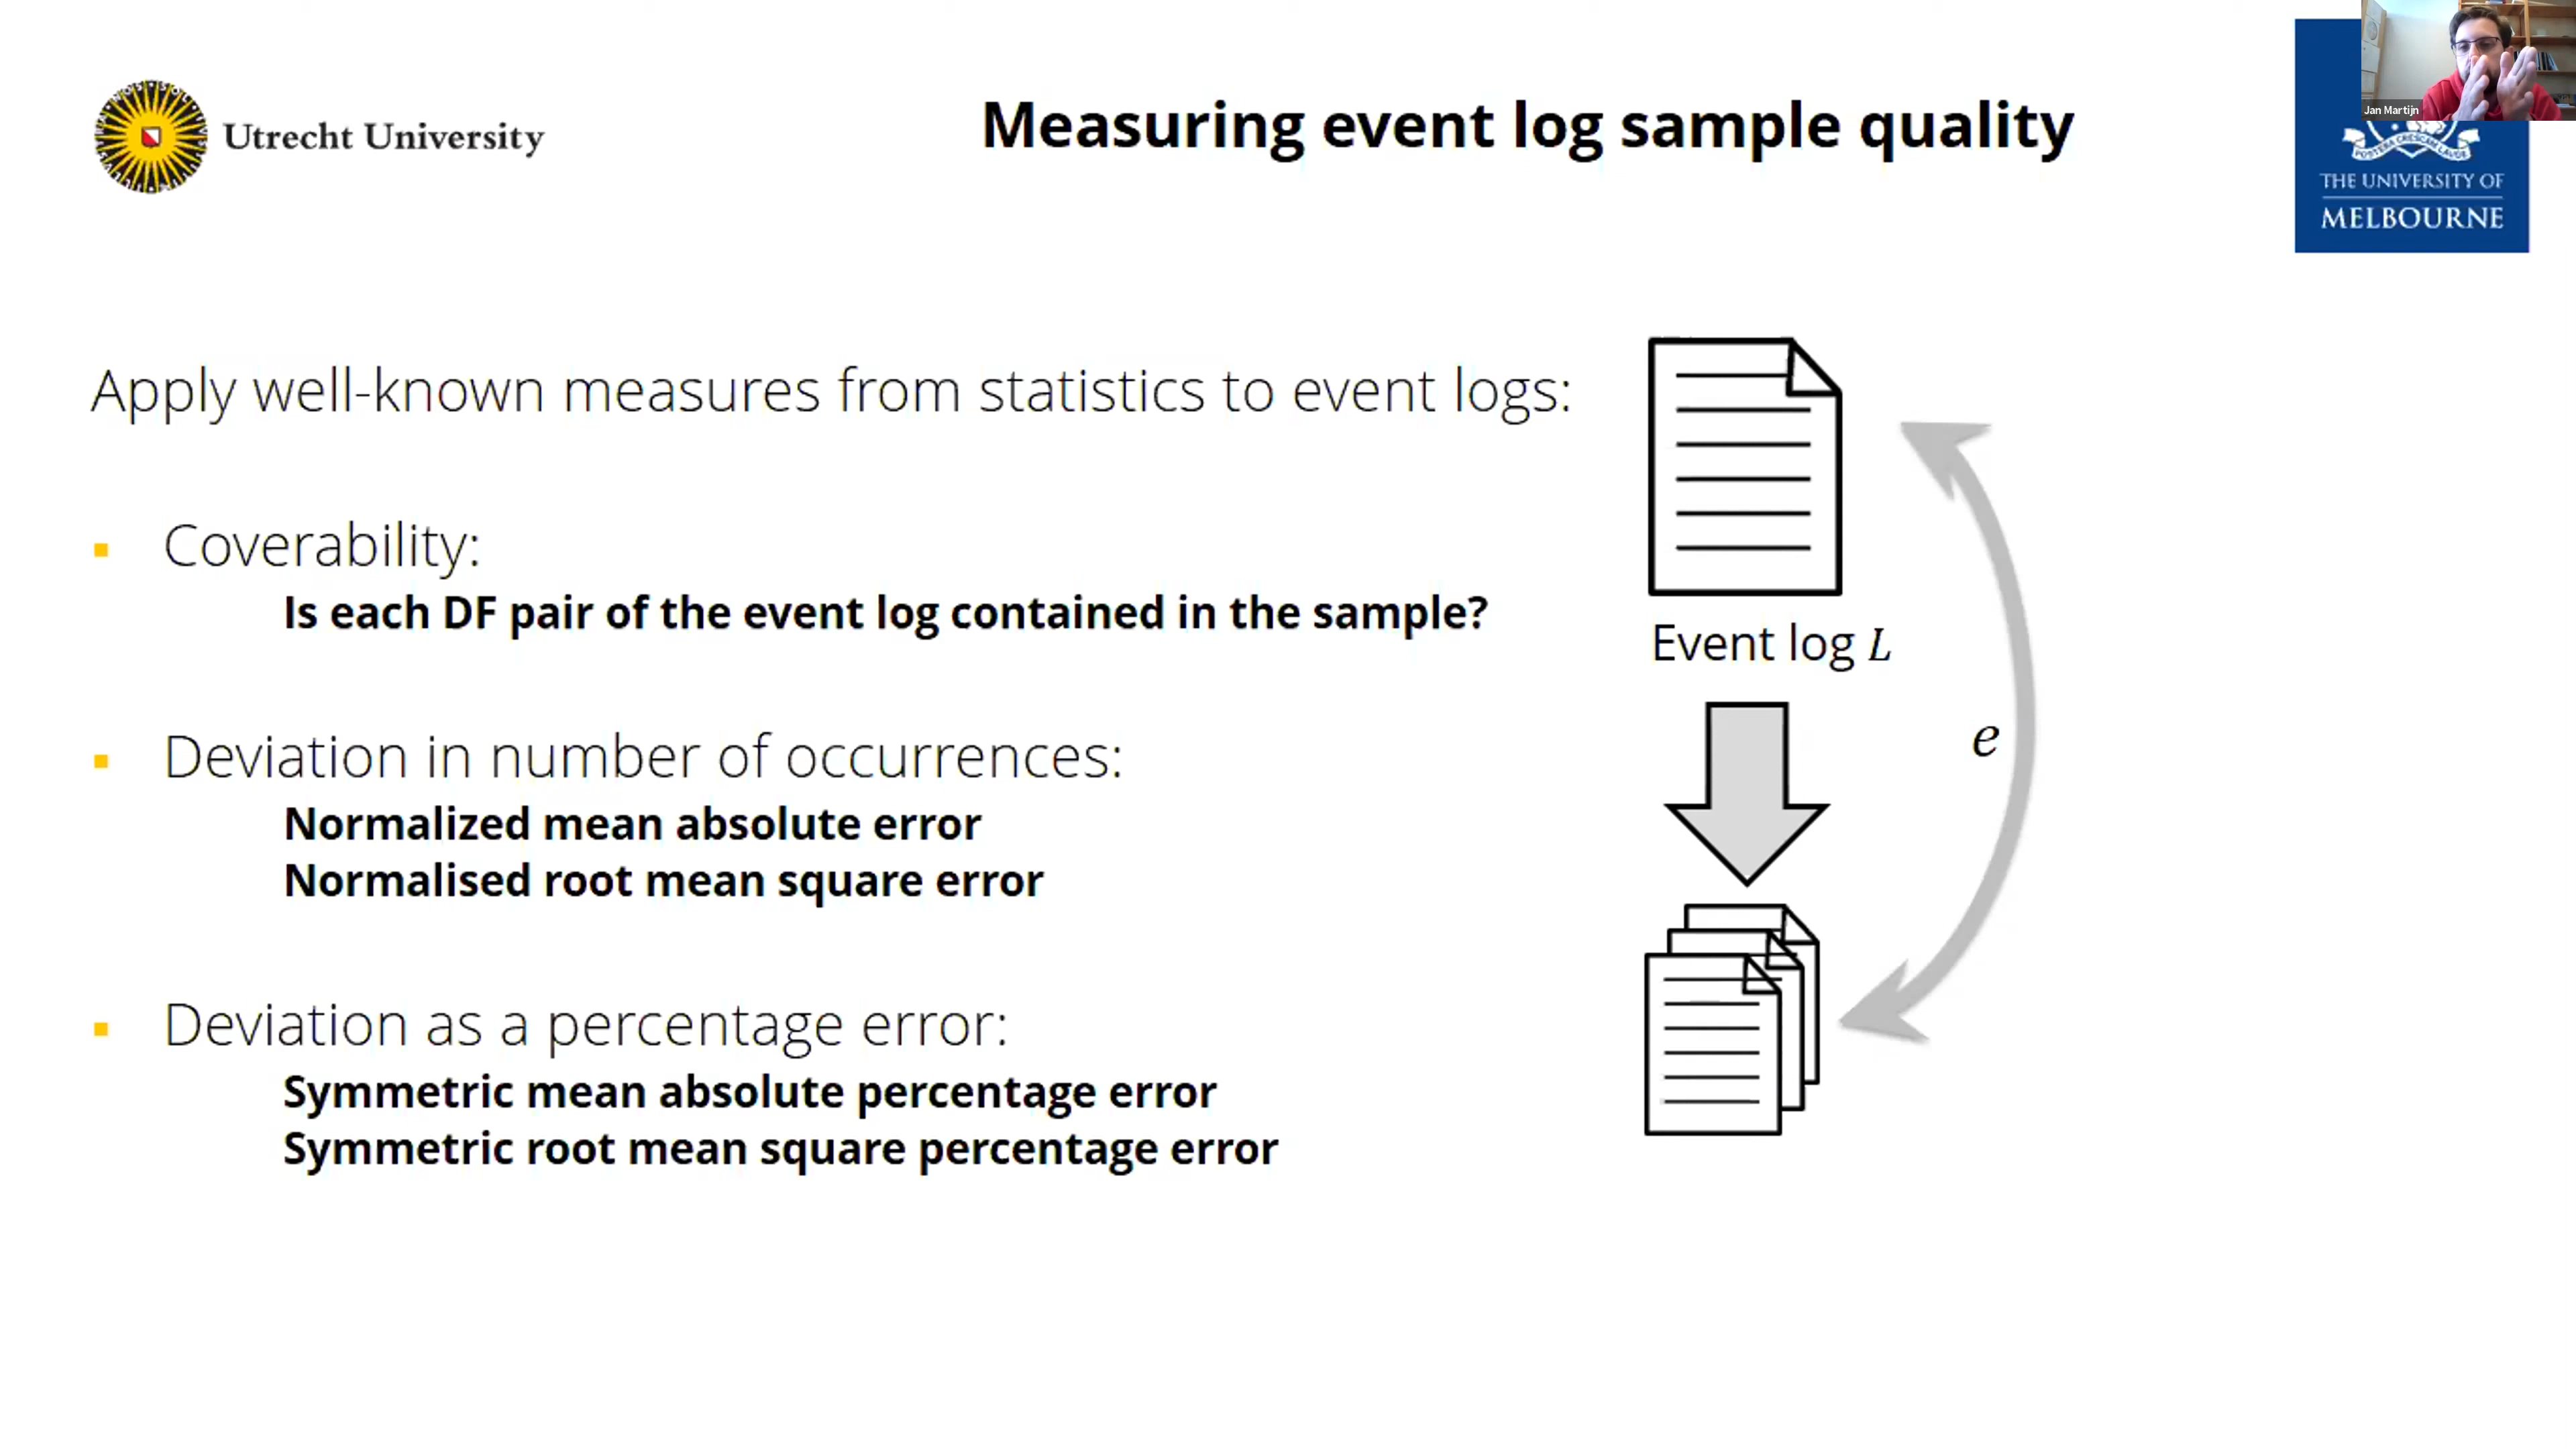 Utrecht University
Measuring event log sample quality
Jan Martijn
POSTERA CRESCAM LAUDE
THE UNIVERSITY OF
MELBOURNE
Apply well-known measures from statistics to event logs:
Coverability:
Is each DF pair of the event log contained in the sample?
Deviation in number of occurrences:
Normalized mean absolute error
Normalised root mean square error
Deviation as a percentage error:
Symmetric mean absolute percentage error
Symmetric root mean square percentage error
Event log L
e